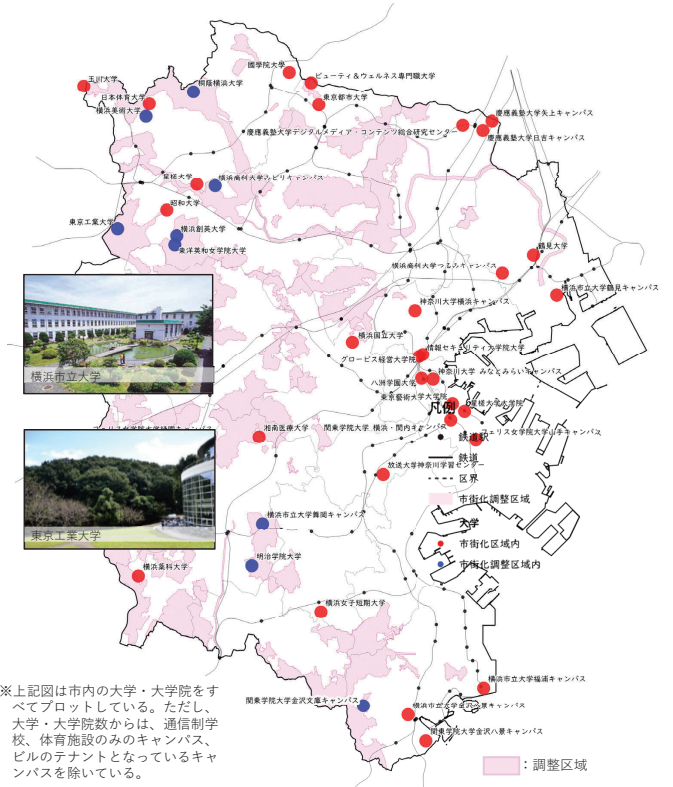 國學院大學
ビューティ＆ウェルネス専門職大学
玉川大学
桐蔭横浜大学
日本体育大学
東京都市大学
横浜美術大学
慶應義塾大学矢上キャンパス
慶應義塾大学デジタルメディア・コンテンツ総合研究センター
慶應義塾大学日吉キャンパス
星槎大学
横浜商科大学みどりキャンパス
昭和大学
東京工業大学
横浜創英大学
東洋英和女学院大学
鶴見大学
横浜商科大学つるみキャンパス
横浜市立大学鶴見キャンパス
神奈川大学横浜キャンパス
横浜国立大学
情報セキュリティ大学院大学
グロービス経営大学院
横浜市立大学
八洲学園大学
神奈川大学 みなとみらいキャンパス
東京藝術大学大学院
星槎大学大学院
凡例
関東学院大学 横浜・関内キャンパス
フェリス女学院大学山手キャンパス
湘南医療大学
鉄道駅
鉄道
放送大学神奈川学習センター
区界
市街化調整区域
大学
横浜市立大学舞岡キャンパス
東京工業大学
市街化区域内
明治学院大学
市街化調整区域内
横浜薬科大学
横浜女子短期大学
横浜市立大学福浦キャンパス
関東学院大学金沢文庫キャンパス
横浜市立大学金沢八景キャンパス
関東学院大学金沢八景キャンパス
※上記図は市内の大学・大学院をす
べてプロットしている。ただし、
大学・大学院数からは、通信制学
校、体育施設のみのキャンパス、
ビルのテナントとなっているキャ
ンパスを除いている。
：調整区域